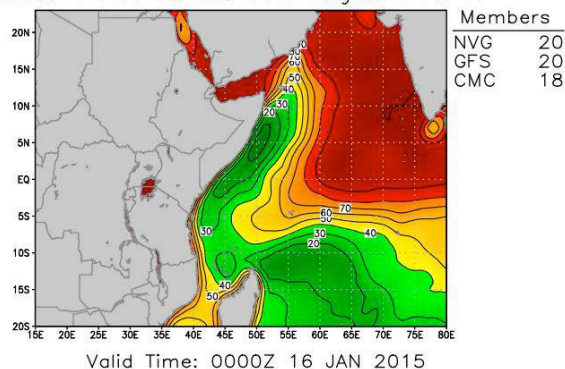 Members
NVG 20
GFS 20
CMC 18
20N
15N
10N
5N
EQ
5S
10S
15S
20S
15E 20E 25E 30E 35E 40E 45E 50E 55E 60E 65E 70E 75E 80E
60
50
40
30
20
70
60
50
30
20
40
30
40
50
Valid Time: 0000Z 16 JAN 2015